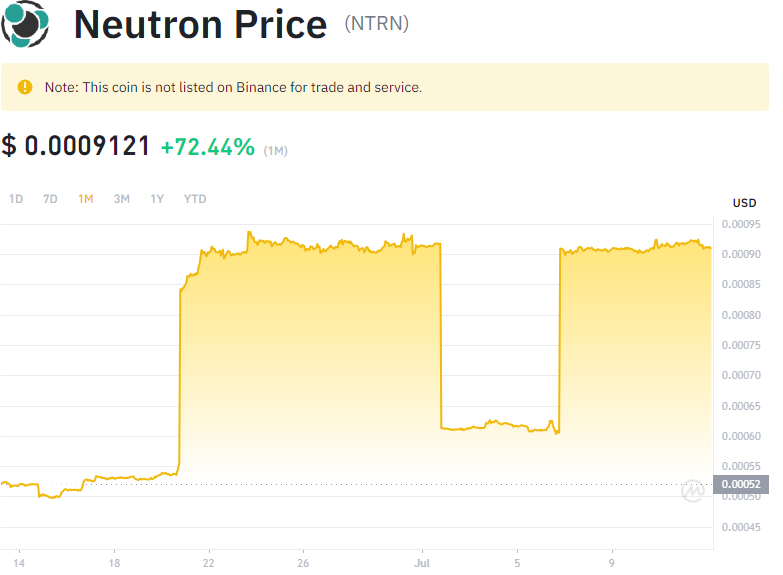 Neutron Price (NTRN)
Note: This coin is not listed on Binance for trade and service.
$ 0.0009121 +72.44% (1M)
1D 7D 1M 3M 1Y YTD
USD
0.00095
0.00090
0.00085
0.00080
0.00075
0.00070
0.00065
0.00060
0.00055
0.00052
0.00050
0.00045
14 18 22 26 Jul 5 9